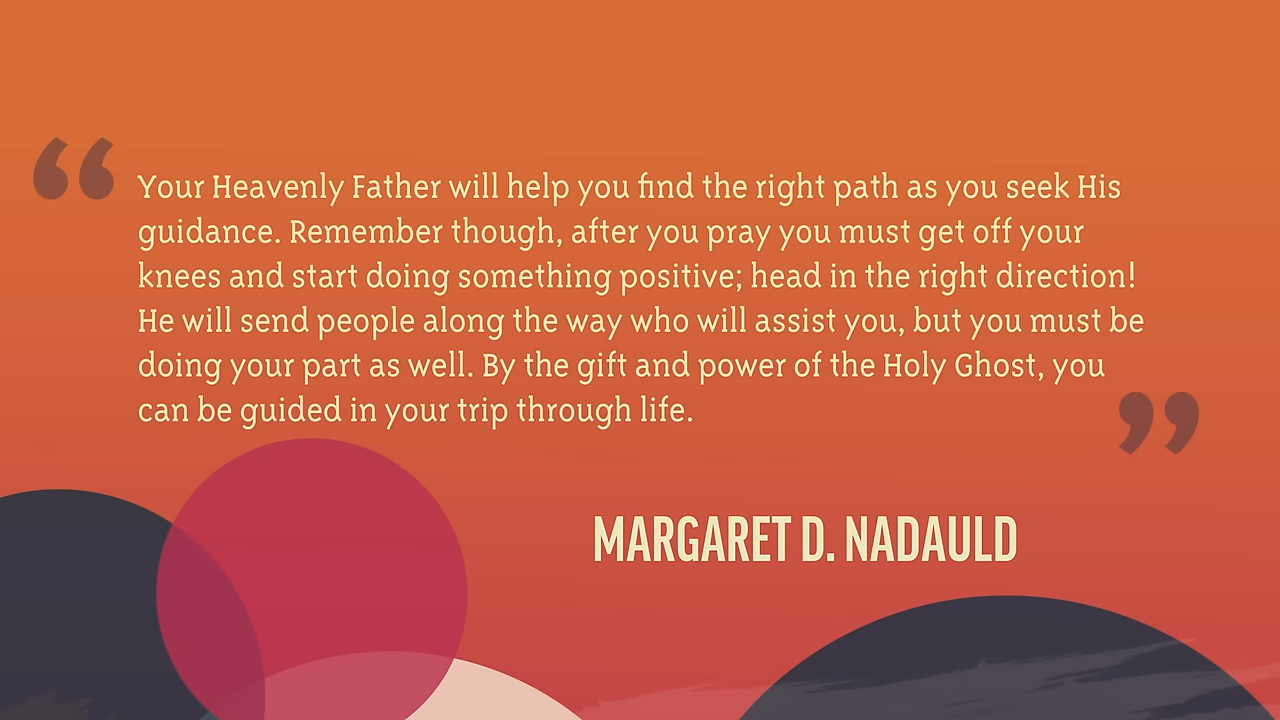 “
Your Heavenly Father will help you find the right path as you seek His
guidance. Remember though, after you pray you must get off your
knees and start doing something positive; head in the right direction!
He will send people along the way who will assist you, but you must be
doing your part as well. By the gift and power of the Holy Ghost, you
can be guided in your trip through life.
”
MARGARET D. NADAULD